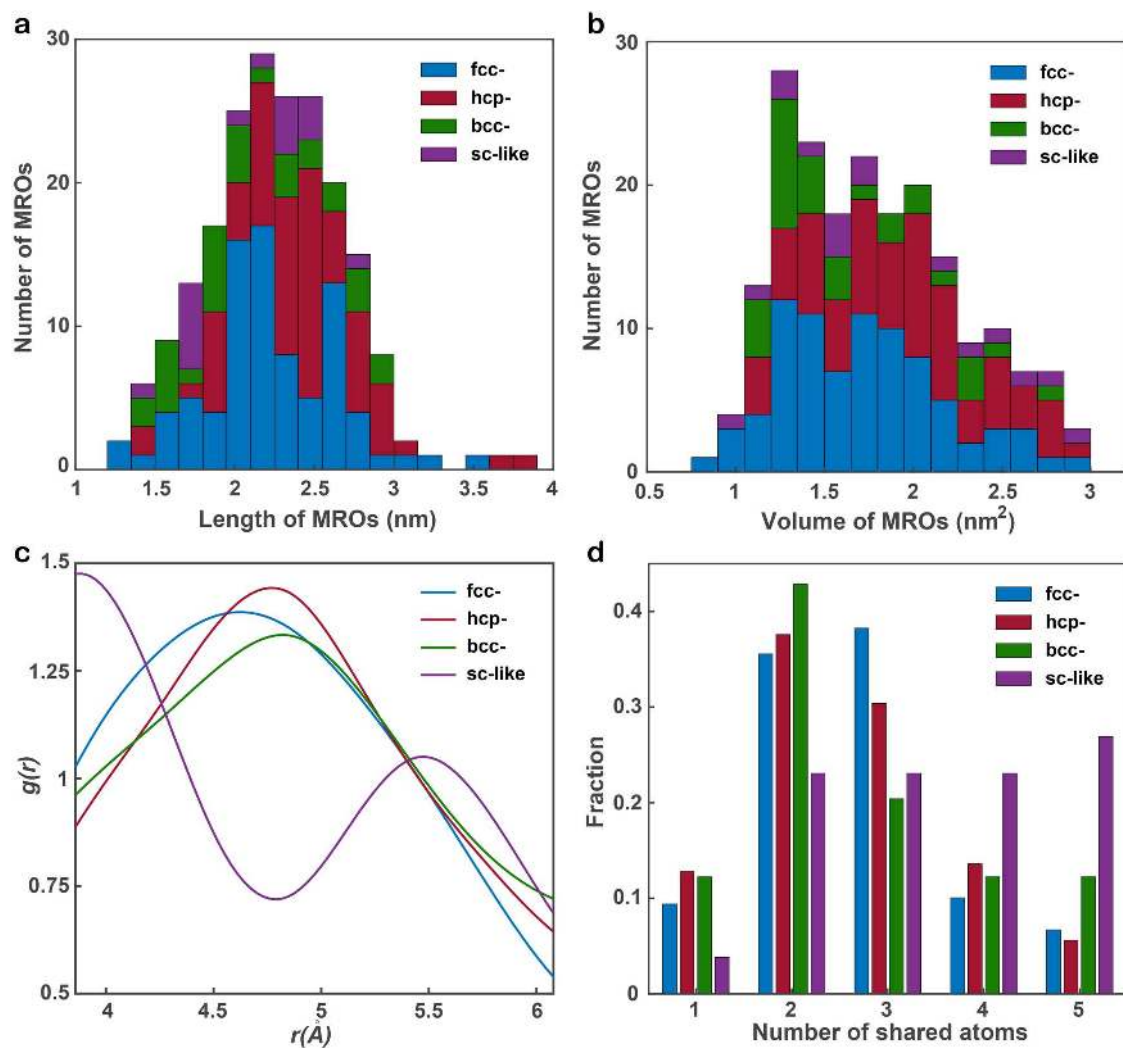 a
30
20
10
0
Number of MROs
fcc-
hcp-
bcc-
sc-like
1 1.5 2 2.5 3 3.5 4
Length of MROs (nm)
b
30
20
10
0
Number of MROs
fcc-
hcp-
bcc-
sc-like
0.5 1 1.5 2 2.5 3
Volume of MROs (nm²)
c
1.5
1.25
1
0.75
0.5
g(r)
fcc-
hcp-
bcc-
sc-like
4 4.5 5 5.5 6
r(Å)
d
0.4
0.3
0.2
0.1
0
Fraction
fcc-
hcp-
bcc-
sc-like
1 2 3 4 5
Number of shared atoms